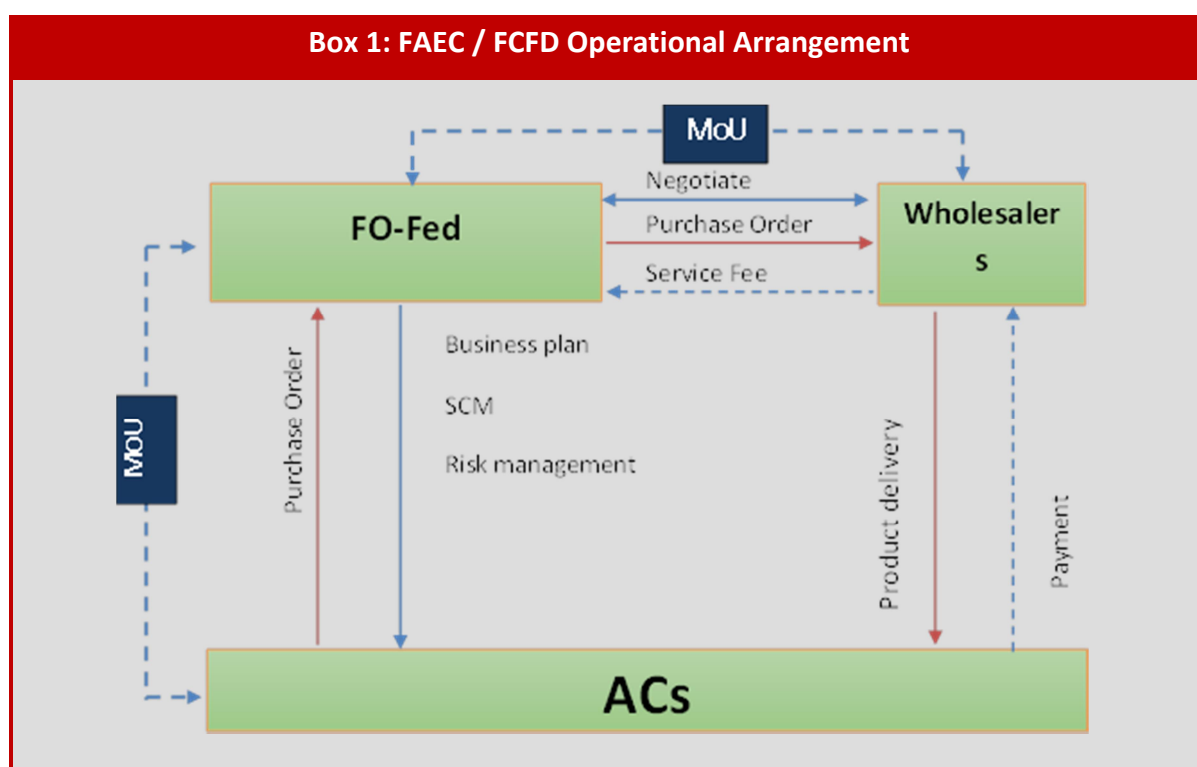 Box 1: FAEC / FCFD Operational Arrangement
MoU
Negotiate
FO-Fed
Wholesaler
s
Purchase Order
Service Fee
Business plan
SCM
Risk management
Purchase Order
MoU
Product delivery
Payment
ACs